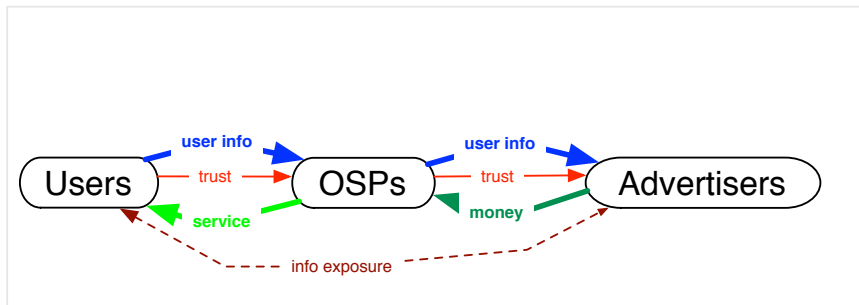 user info
user info
Users
trust
OSPs
trust
Advertisers
service
money
info exposure